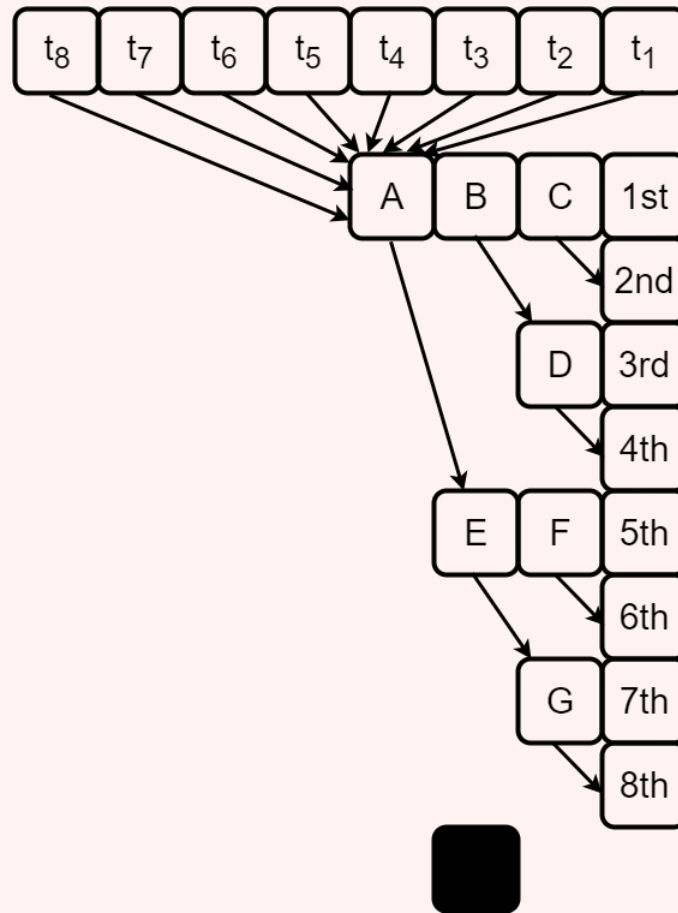 t₈ t₇ t₆ t₅ t₄ t₃ t₂ t₁
A B C 1st
2nd
D 3rd
4th
E F 5th
6th
G 7th
8th